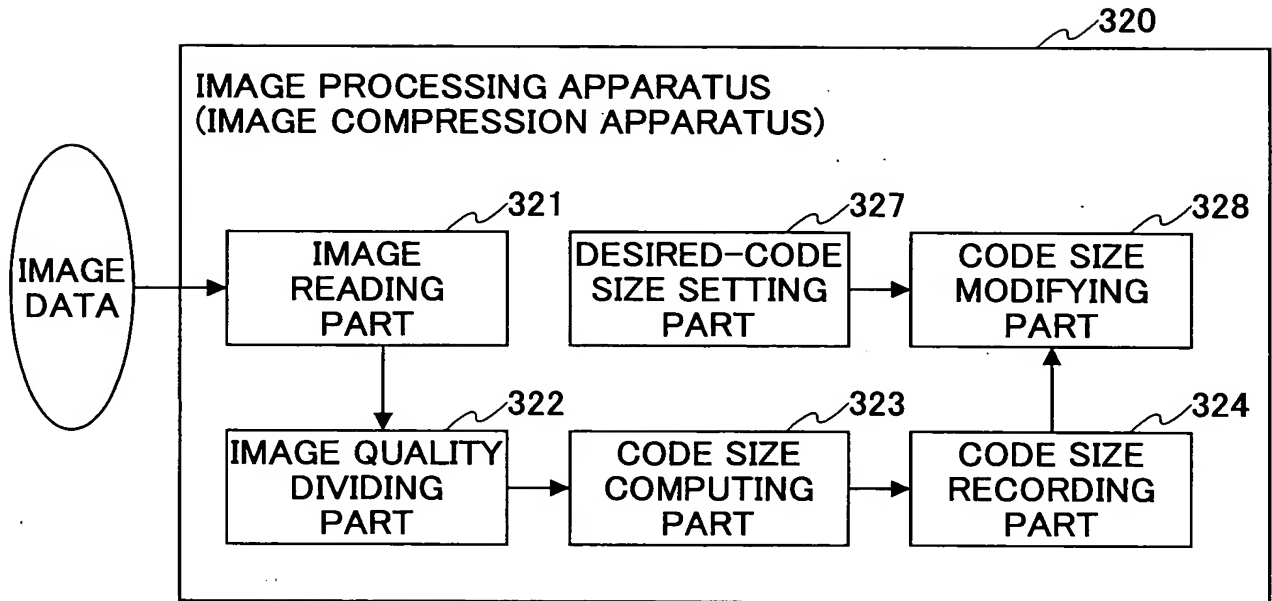 320
IMAGE PROCESSING APPARATUS
(IMAGE COMPRESSION APPARATUS)
IMAGE
DATA
321
IMAGE
READING
PART
327
DESIRED-CODE
SIZE SETTING
PART
328
CODE SIZE
MODIFYING
PART
322
IMAGE QUALITY
DIVIDING
PART
323
CODE SIZE
COMPUTING
PART
324
CODE SIZE
RECORDING
PART